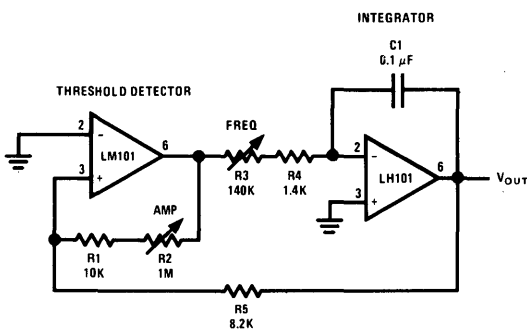 INTEGRATOR
C1
0.1 μF
THRESHOLD DETECTOR
2
-
LM101
6
3
+
FREQ
R3
140K
R4
1.4K
2
-
LH101
6
3
+
VOUT
AMP
R1
10K
R2
1M
R5
8.2K